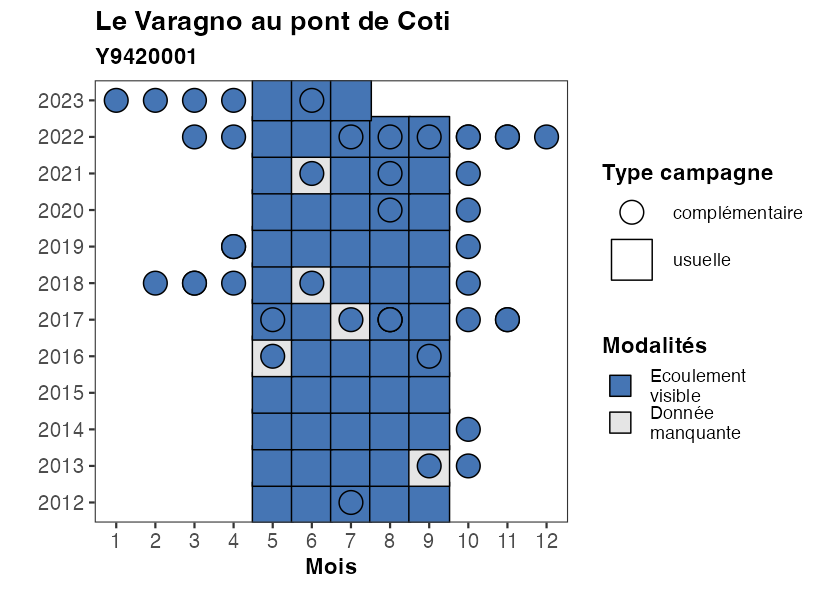 Le Varagno au pont de Coti
Y9420001
2023
2022
2021
2020
2019
2018
2017
2016
2015
2014
2013
2012
1 2 3 4 5 6 7 8 9 10 11 12
Mois
Type campagne
complémentaire
usuelle
Modalités
Ecoulement
visible
Donnée
manquante